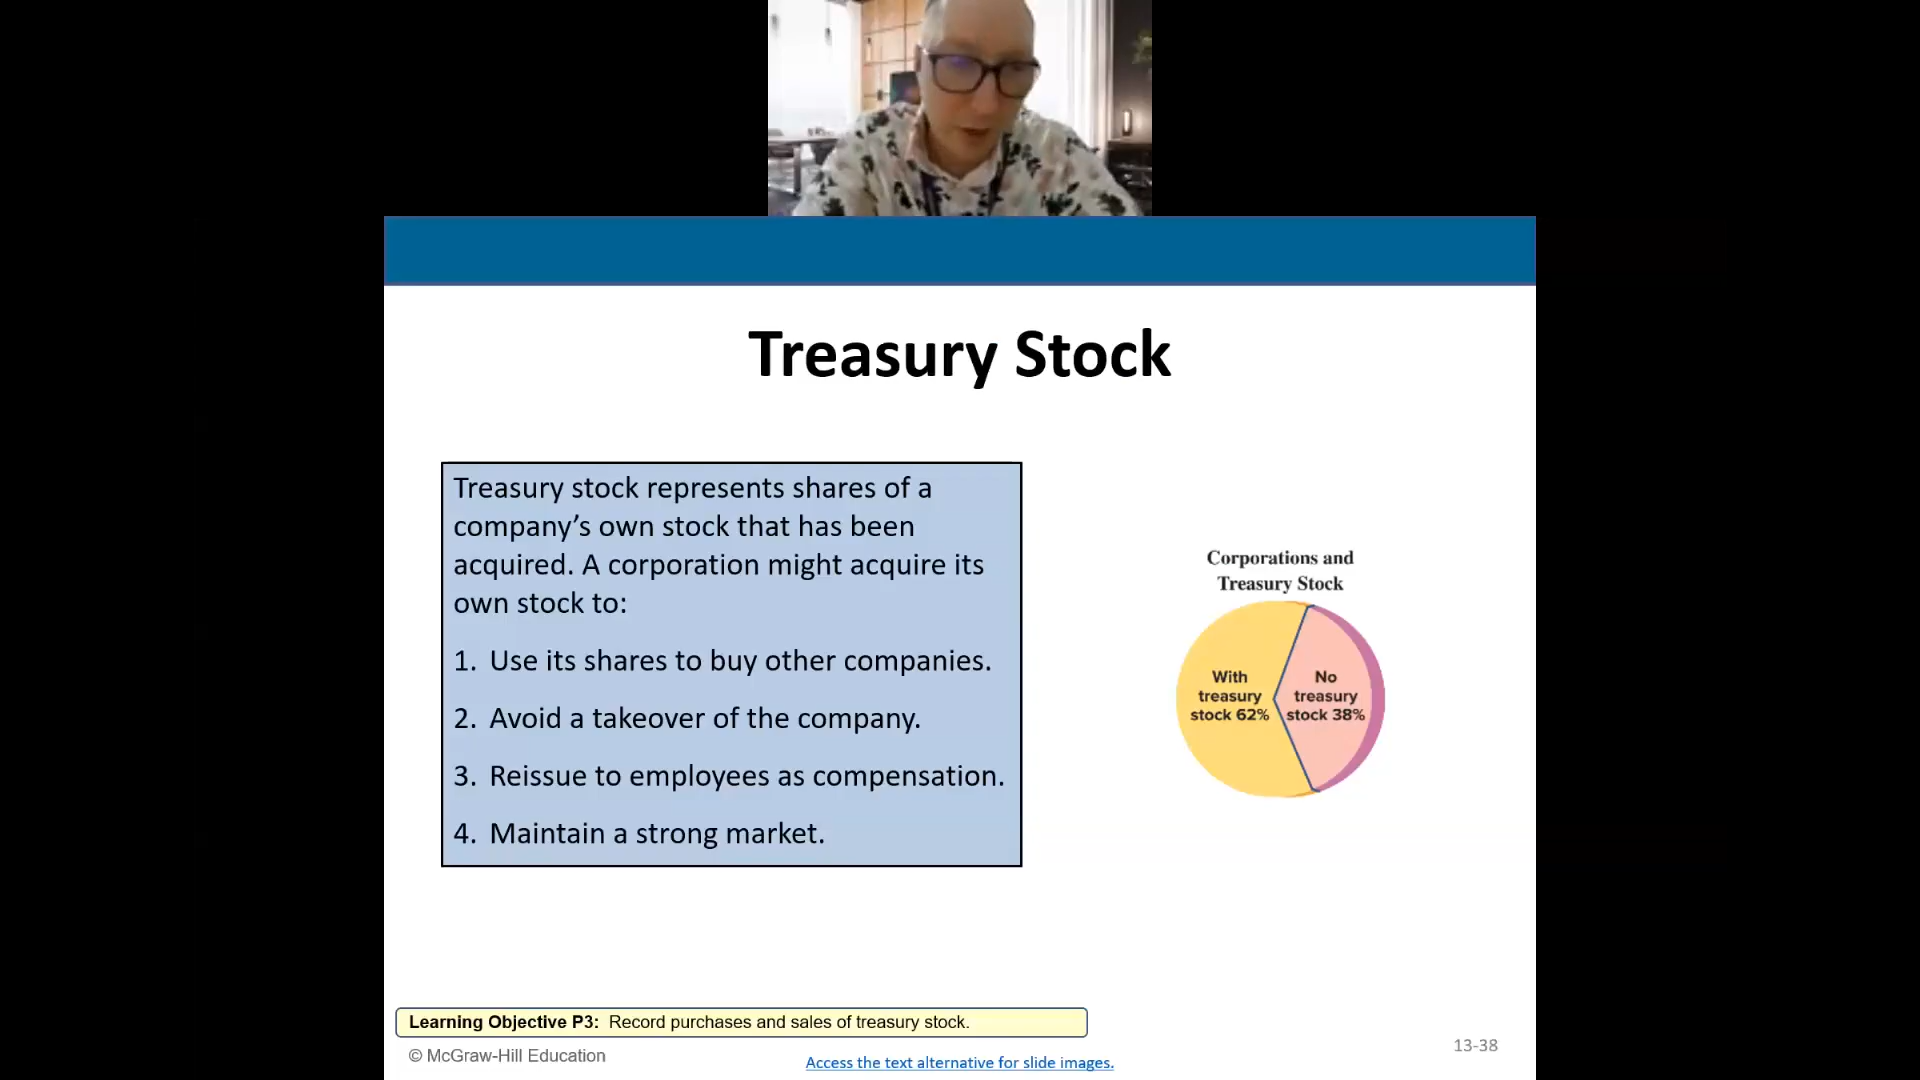 Treasury Stock
Treasury stock represents shares of a
company’s own stock that has been
acquired. A corporation might acquire its
own stock to:
1. Use its shares to buy other companies.
2. Avoid a takeover of the company.
3. Reissue to employees as compensation.
4. Maintain a strong market.
Corporations and
Treasury Stock
With
treasury
stock 62%
No
treasury
stock 38%
Learning Objective P3: Record purchases and sales of treasury stock.
© McGraw-Hill Education
Access the text alternative for slide images.
13-38